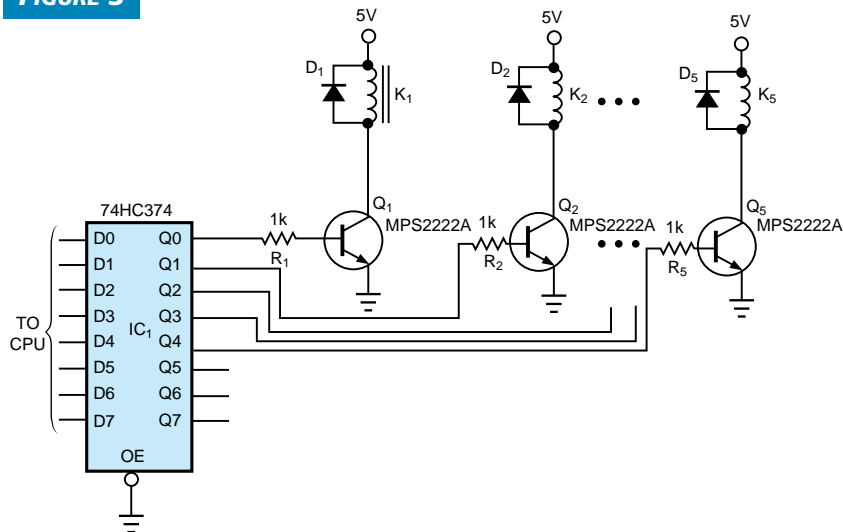 FIGURE 3
5V
5V
5V
D1
K1
D2
K2
D5
K5
Q1
MPS2222A
Q2
MPS2222A
Q5
MPS2222A
1k
R1
1k
R2
1k
R5
74HC374
D0 Q0
D1 Q1
D2 Q2
D3 Q3
D4 Q4
D5 Q5
D6 Q6
D7 Q7
IC1
OE
TO
CPU